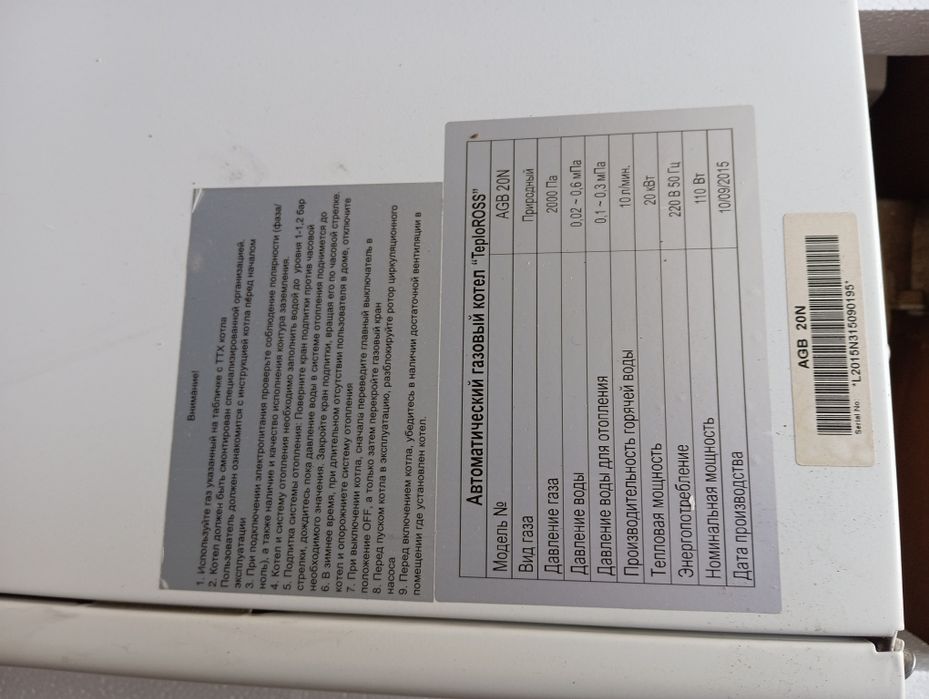 Внимание!
1. Используйте газ указанный на табличке с ТТХ котла
2. Котел должен быть смонтирован специализированной организацией.
Пользователь должен ознакомится с инструкцией котла перед началом
эксплуатации
3. При подключении электропитания проверьте соблюдение полярности (фаза/
ноль), а также наличие и качество исполнения контура заземления.
4. Котел и систему отопления необходимо заполнить водой до уровня 1-1,2 бар
5. Подпитка системы отопления: Поверните кран подпитки против часовой
стрелки, дождитесь пока давление воды в системе отопления поднимется до
необходимого значения. Закройте кран подпитки, вращая его по часовой стрелке.
6. В зимнее время, при длительном отсутствии пользователя в доме, отключите
котел и опорожниете систему отопления
7. При выключении котла, сначала переведите главный выключатель в
положение OFF, а только затем перекройте газовый кран
8. Перед пуском котла в эксплуатацию, разблокируйте ротор циркуляционного
насоса
9. Перед включением котла, убедитесь в наличии достаточной вентиляции в
помещении где установлен котел.
Автоматический газовый котел "TeploROSS"
Модель № AGB 20N
Вид газа Природный
Давление газа 2000 Па
Давление воды 0,02 ~ 0,6 мПа
Давление воды для отопления 0,1 ~ 0.3 мПа
Производительность горячей воды 10 л/мин.
Тепловая мощность 20 кВт
Энергопотребление 220 В 50 Гц
Номинальная мощность 110 Вт
Дата производства 10/09/2015
AGB 20N
Serial No: *L2015N315090195*